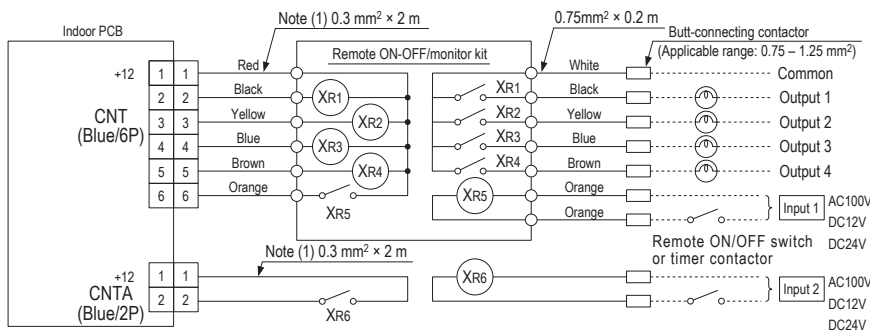 Note (1) 0.3 mm² × 2 m
0.75mm² × 0.2 m
Indoor PCB
Remote ON-OFF/monitor kit
Butt-connecting contactor
(Applicable range: 0.75 – 1.25 mm²)
+12 1 1 Red White Common
CNT
(Blue/6P)
2 2 Black XR1 XR1 Black Output 1
3 3 Yellow XR2 XR2 Yellow Output 2
4 4 Blue XR3 XR3 Blue Output 3
5 5 Brown XR4 XR4 Brown Output 4
6 6 Orange XR5 XR5 Orange
Orange
Input 1
AC100V
DC12V
DC24V
Note (1) 0.3 mm² × 2 m
Remote ON/OFF switch
or timer contactor
+12 1 1
CNTA
(Blue/2P)
2 2
XR6
XR6
Input 2
AC100V
DC12V
DC24V